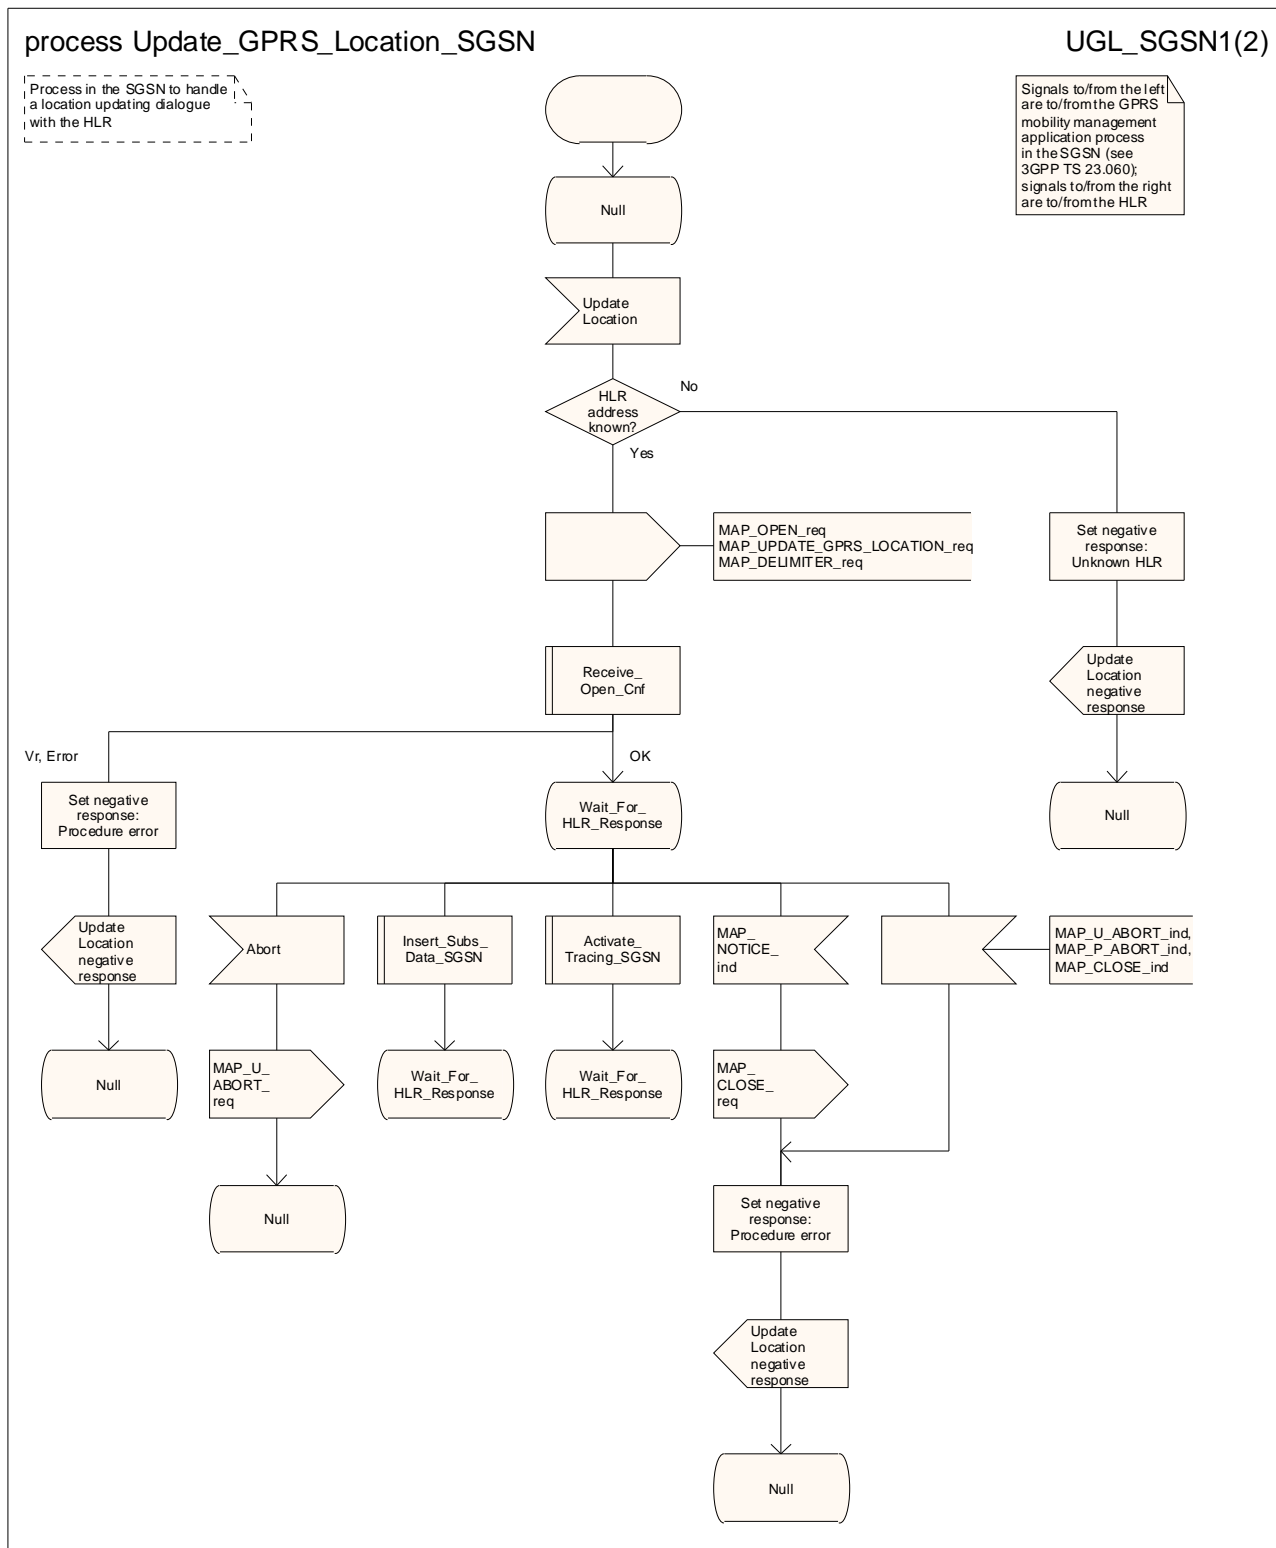 process Update_GPRS_Location_SGSN
UGL_SGSN1(2)
Process in the SGSN to handle
a location updating dialogue
with the HLR
Signals to/from the left
are to/from the GPRS
mobility management
application process
in the SGSN (see
3GPP TS 23.060);
signals to/from the right
are to/from the HLR
Null
Update
Location
HLR
address
known?
No
Yes
MAP_OPEN_req
MAP_UPDATE_GPRS_LOCATION_req
MAP_DELIMITER_req
Set negative
response:
Unknown HLR
Receive_
Open_Cnf
Update
Location
negative
response
Vr, Error
OK
Set negative
response:
Procedure error
Wait_For_
HLR_Response
Null
Update
Location
negative
response
Abort
Insert_Subs_
Data_SGSN
Activate_
Tracing_SGSN
MAP_
NOTICE_
ind
MAP_U_ABORT_ind,
MAP_P_ABORT_ind,
MAP_CLOSE_ind
Null
MAP_U_
ABORT_
req
Wait_For_
HLR_Response
Wait_For_
HLR_Response
MAP_
CLOSE_
req
Null
Set negative
response:
Procedure error
Update
Location
negative
response
Null